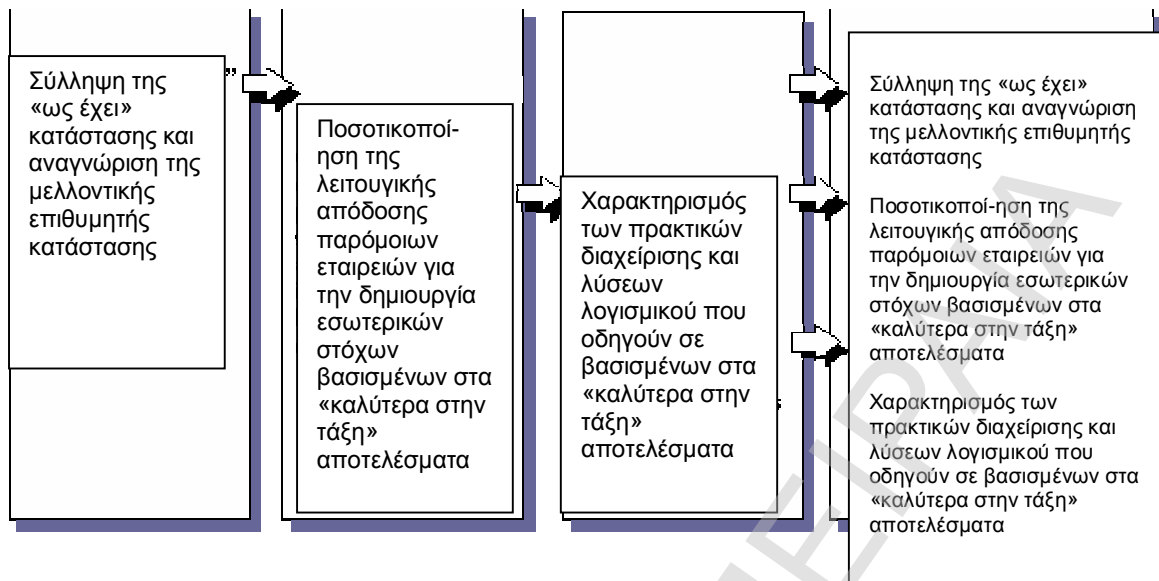 Σύλληψη της
«ως έχει»
κατάστασης και
αναγνώριση της
μελλοντικής
επιθυμητής
κατάστασης
Ποσοτικοποί-
ηση της
λειτουγικής
απόδοσης
παρόμοιων
εταιρειών για
την δημιουργία
εσωτερικών
στόχων
βασισμένων στα
«καλύτερα στην
τάξη»
αποτελέσματα
Χαρακτηρισμός
των πρακτικών
διαχείρισης και
λύσεων
λογισμικού που
οδηγούν σε
βασισμένων στα
«καλύτερα στην
τάξη»
αποτελέσματα
Σύλληψη της «ως έχει»
κατάστασης και αναγνώριση
της μελλοντικής επιθυμητής
κατάστασης
Ποσοτικοποί-ηση της
λειτουγικής απόδοσης
παρόμοιων εταιρειών για
την δημιουργία εσωτερικών
στόχων βασισμένων στα
«καλύτερα στην τάξη»
αποτελέσματα
Χαρακτηρισμός των
πρακτικών διαχείρισης και
λύσεων λογισμικού που
οδηγούν σε βασισμένων στα
«καλύτερα στην τάξη»
αποτελέσματα